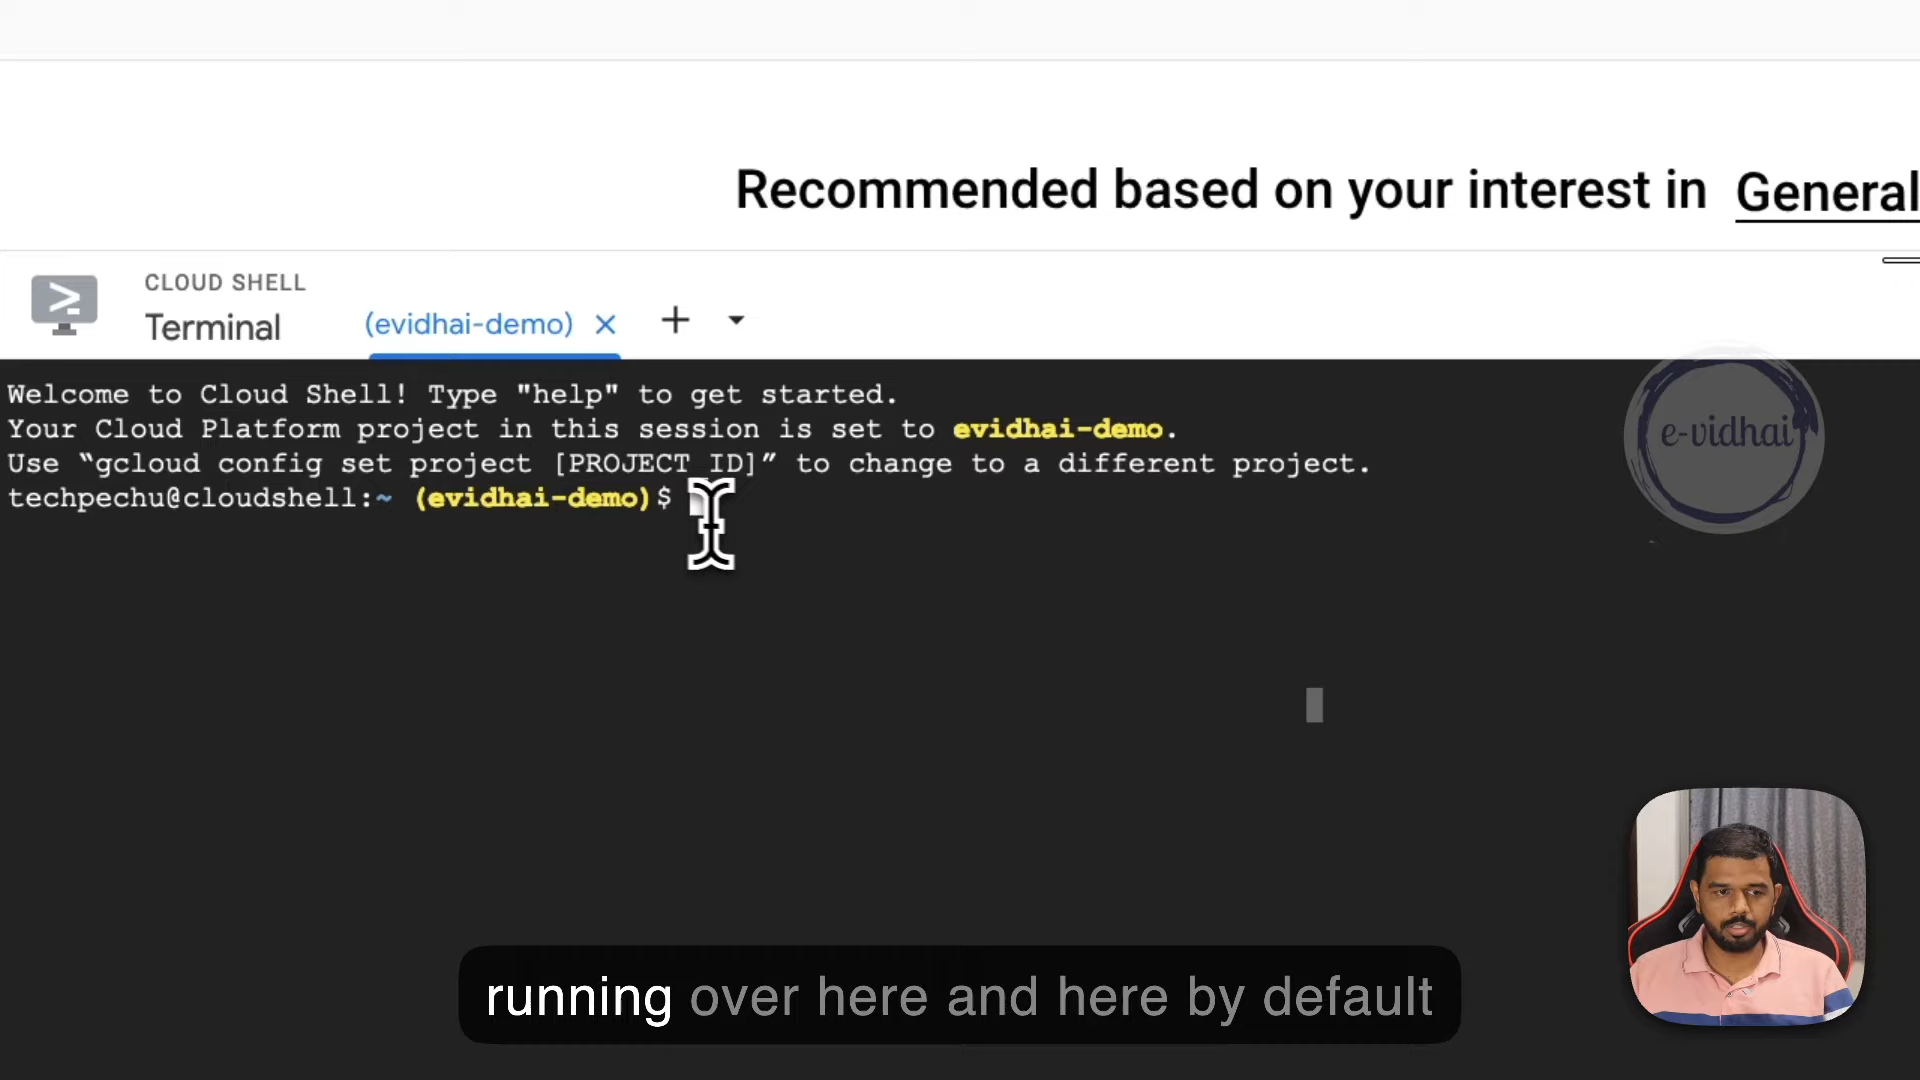 Recommended based on your interest in General
CLOUD SHELL
Terminal
(evidhai-demo)
Welcome to Cloud Shell! Type "help" to get started.
Your Cloud Platform project in this session is set to evidhai-demo.
Use “gcloud config set project [PROJECT_ID]” to change to a different project.
techpechu@cloudshell:~ (evidhai-demo)$
e-vidhai
running over here and here by default